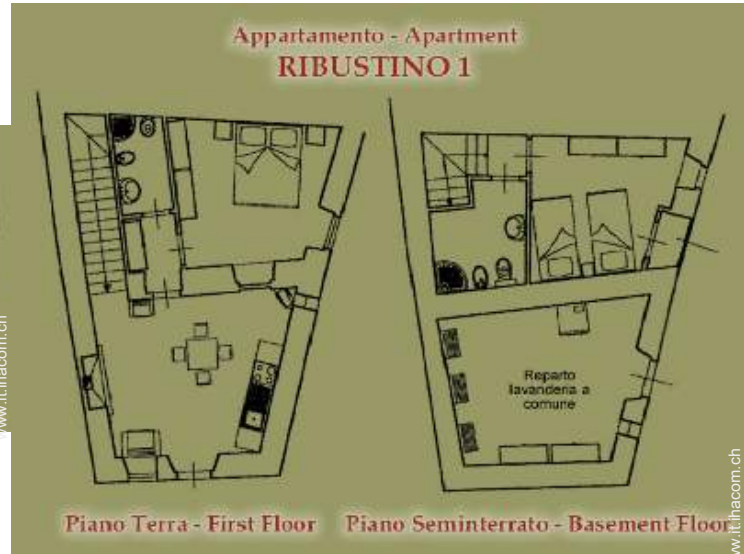 Appartamento - Apartment
RIBUSTINO 1
Reparto
lavanderia a
comune
Piano Terra - First Floor
Piano Seminterrato - Basement Floor
www.it.ihacom.ch
www.it.ihacom.ch